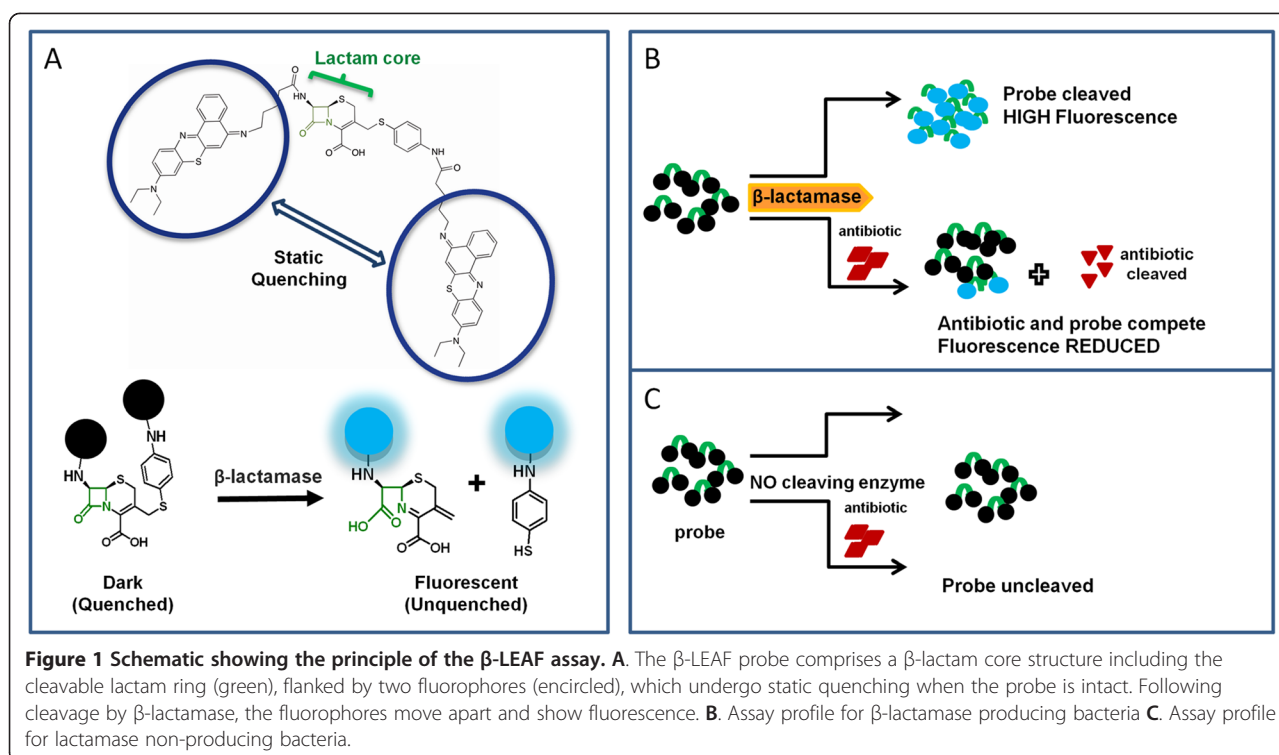 A
Lactam core
O
HN
S
N
O
S
O
OH
NH
O
N
N
S
N
Static
Quenching
N
S
N
N
NH
HN
S
N
O
S
O
OH
Dark
(Quenched)
β-lactamase
NH
S
N
HO
O
O
OH
+
NH
HS
Fluorescent
(Unquenched)
B
β-lactamase
Probe cleaved
HIGH Fluorescence
antibiotic
antibiotic
cleaved
Antibiotic and probe compete
Fluorescence REDUCED
C
probe
NO cleaving enzyme
antibiotic
Probe uncleaved
Figure 1 Schematic showing the principle of the β-LEAF assay. A. The β-LEAF probe comprises a β-lactam core structure including the
cleavable lactam ring (green), flanked by two fluorophores (encircled), which undergo static quenching when the probe is intact. Following
cleavage by β-lactamase, the fluorophores move apart and show fluorescence. B. Assay profile for β-lactamase producing bacteria C. Assay profile
for lactamase non-producing bacteria.